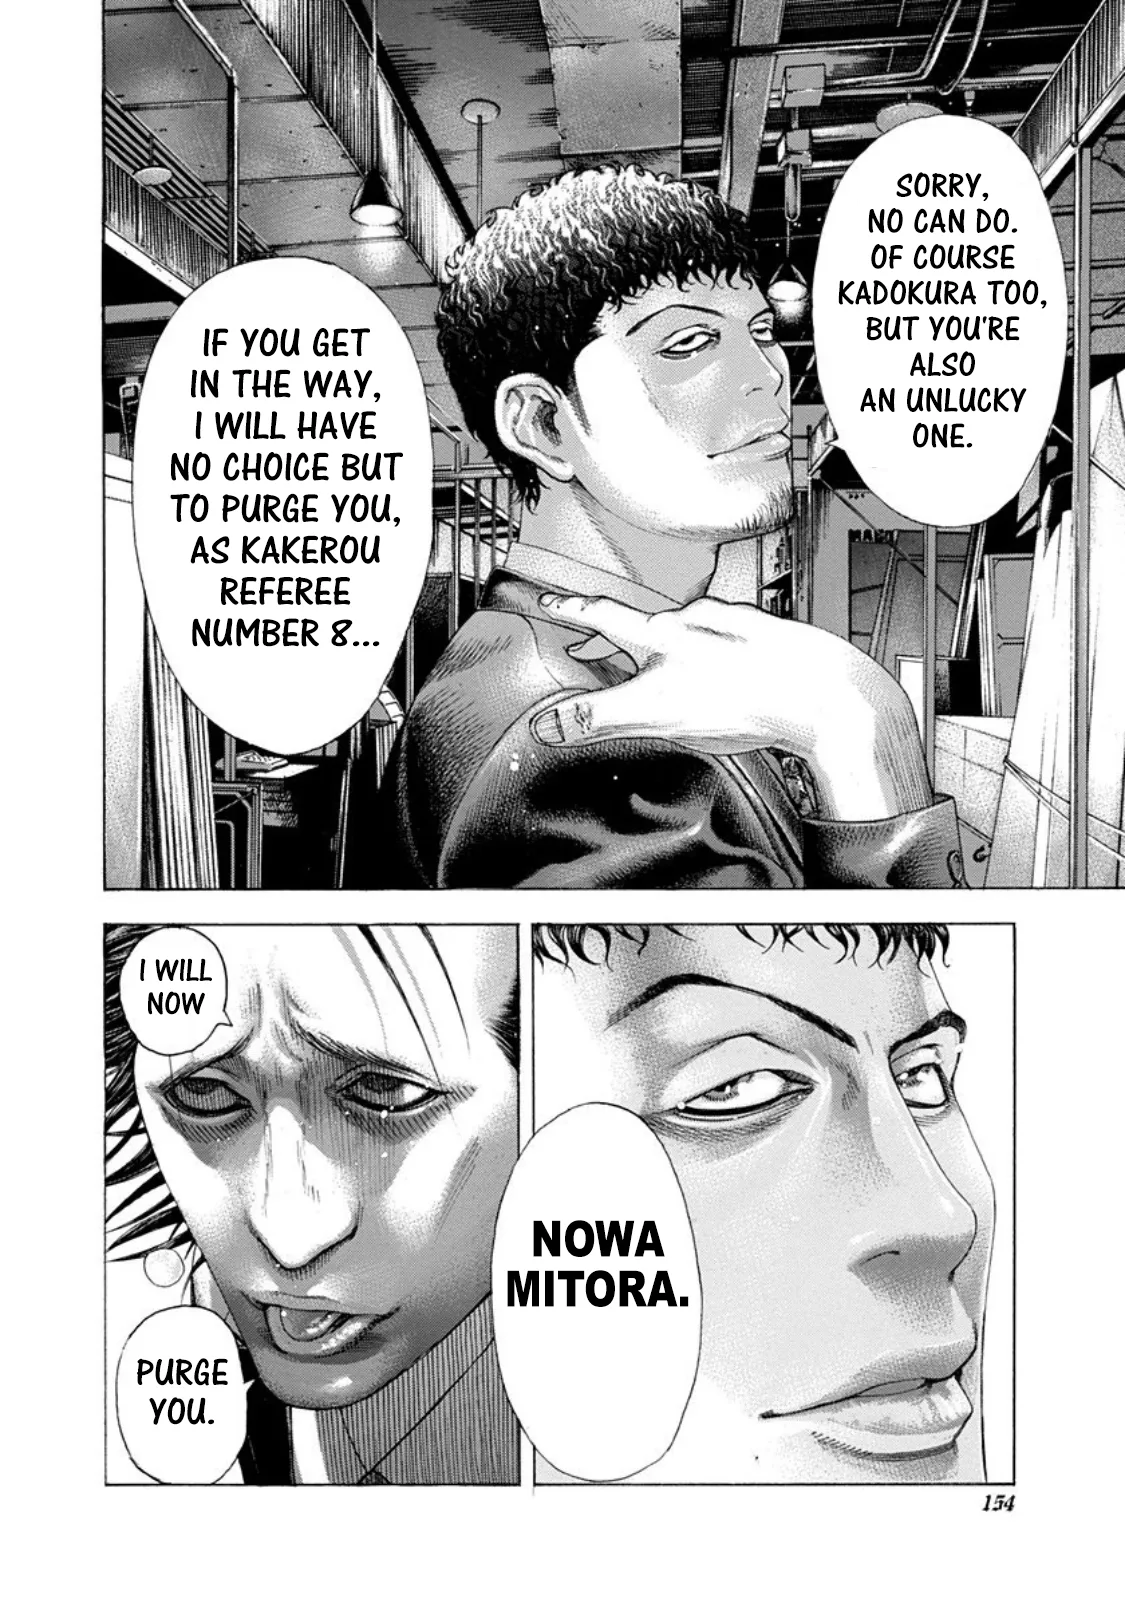 SORRY,
NO CAN DO.
OF COURSE
KADOKURA TOO,
BUT YOU'RE
ALSO
AN UNLUCKY
ONE.
IF YOU GET
IN THE WAY,
I WILL HAVE
NO CHOICE BUT
TO PURGE YOU,
AS KAKEROU
REFEREE
NUMBER 8...
NOWA
MITORA.
I WILL
NOW
PURGE
YOU.
154